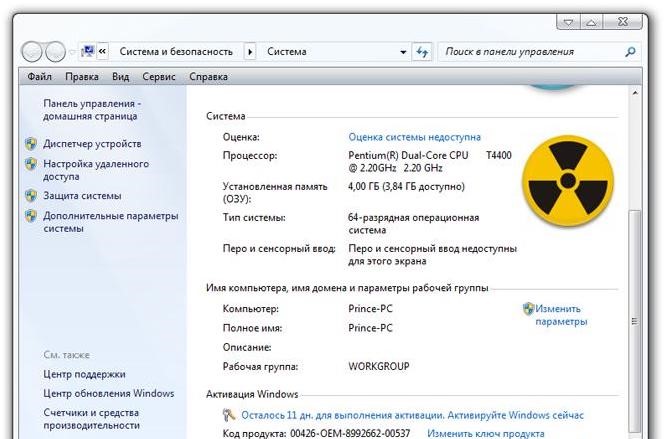 Система и безопасность
Система
Поиск в панели управления
Файл Правка Вид Сервис Справка
Панель управления -
домашняя страница
Диспетчер устройств
Настройка удаленного
доступа
Защита системы
Дополнительные параметры
системы
См. также
Центр поддержки
Центр обновления Windows
Счетчики и средства
производительности
Система
Оценка: Оценка системы недоступна
Процессор: Pentium(R) Dual-Core CPU T4400
@ 2.20GHz 2.20 GHz
Установленная память
(ОЗУ): 4,00 ГБ (3,84 ГБ доступно)
Тип системы: 64-разрядная операционная
система
Перо и сенсорный ввод: Перо и сенсорный ввод недоступны
для этого экрана
Имя компьютера, имя домена и параметры рабочей группы
Компьютер: Prince-PC
Изменить
параметры
Полное имя: Prince-PC
Описание:
Рабочая группа: WORKGROUP
Активация Windows
Осталось 11 дн. для выполнения активации. Активируйте Windows сейчас
Код продукта: 00426-OEM-8992662-00537 Изменить ключ продукта